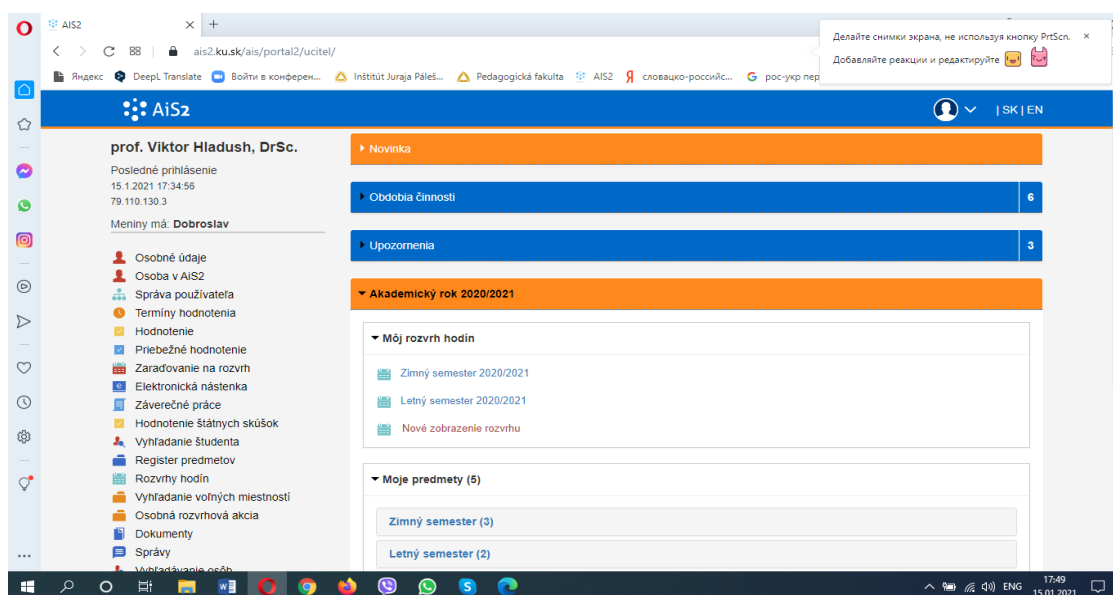 AIS2
Делайте снимки экрана, не используя кнопку PrtScn.
Добавляйте реакции и редактируйте
ais2.ku.sk/ais/portal2/ucitel/
Яндекс
DeepL Translate
Войти в конферен...
Inštitút Juraja Páleš...
Pedagogická fakulta
AIS2
словацко-российс...
рос-укр пер
AiS2
| SK | EN
prof. Viktor Hladush, DrSc.
Posledné prihlásenie
15.1.2021 17:34:56
79.110.130.3
Meniny má: Dobroslav
Osobné údaje
Osoba v AiS2
Správa používateľa
Termíny hodnotenia
Hodnotenie
Priebežné hodnotenie
Zaraďovanie na rozvrh
Elektronická nástenka
Záverečné práce
Hodnotenie štátnych skúšok
Vyhľadanie študenta
Register predmetov
Rozvrhy hodín
Vyhľadanie voľných miestností
Osobná rozvrhová akcia
Dokumenty
Správy
Vyhľadávanie osôb
Novinka
Obdobia činnosti 6
Upozornenia 3
Akademický rok 2020/2021
Môj rozvrh hodín
Zimný semester 2020/2021
Letný semester 2020/2021
Nové zobrazenie rozvrhu
Moje predmety (5)
Zimný semester (3)
Letný semester (2)
ENG
17:49
15.01.2021